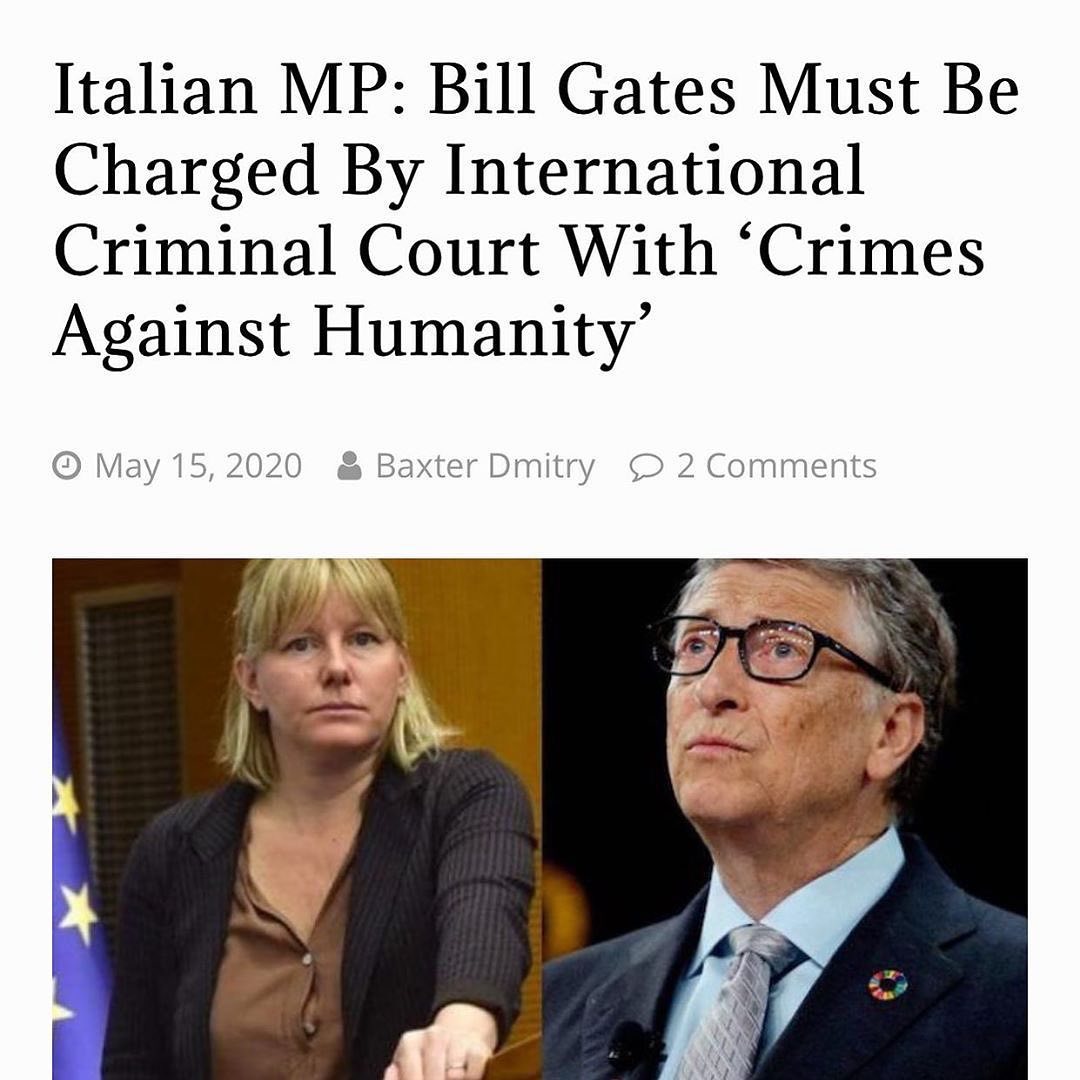 Italian MP: Bill Gates Must Be
Charged By International
Criminal Court With ‘Crimes
Against Humanity’
May 15, 2020 Baxter Dmitry 2 Comments